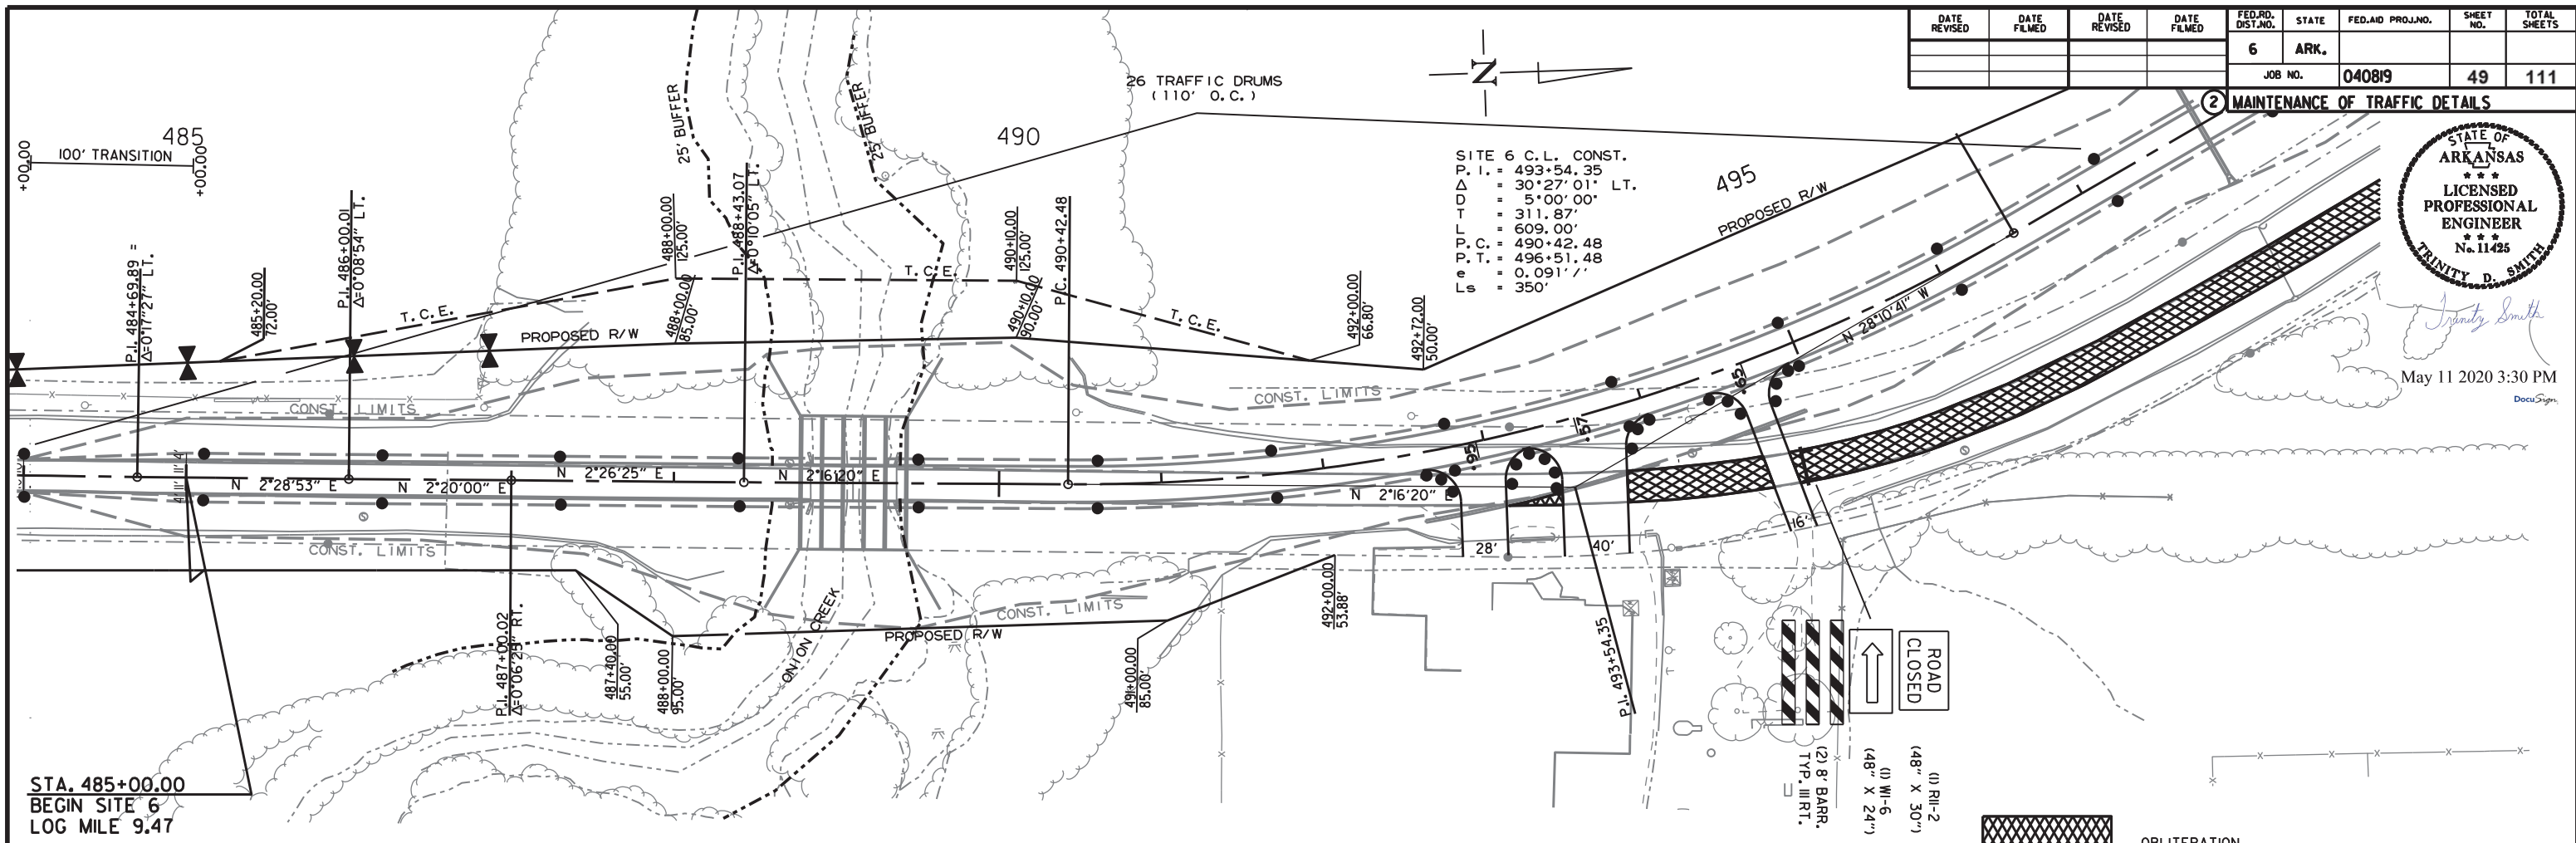 DATE REVISED
DATE FILMED
DATE REVISED
DATE FILMED
FED.RD. DIST.NO.
STATE
FED.AID PROJ.NO.
SHEET NO.
TOTAL SHEETS
6
ARK.
JOB NO.
040819
49
111
2 MAINTENANCE OF TRAFFIC DETAILS
STATE OF
ARKANSAS
LICENSED
PROFESSIONAL
ENGINEER
No. 11425
TRINITY D. SMITH
Trinity Smith
May 11 2020 3:30 PM
DocuSign
26 TRAFFIC DRUMS
(110' O.C.)
N
SITE 6 C.L. CONST.
P.I. = 493+54.35
Δ = 30°27'01" LT.
D = 5°00'00"
T = 311.87'
L = 609.00'
P.C. = 490+42.48
P.T. = 496+51.48
e = 0.091'/'
Ls = 350'
485
490
495
+00.00
100' TRANSITION
+00.00
P.I. 484+69.89 =
Δ=0°17'27" LT.
485+20.00
72.00'
P.I. 486+00.01
Δ=0°08'54" LT.
T.C.E.
PROPOSED R/W
25' BUFFER
25' BUFFER
488+00.00
125.00'
488+00.00
85.00'
P.I. 488+43.07
Δ=0°10'05" LT.
T.C.E.
490+10.00
125.00'
490+10.00
90.00'
P.C. 490+42.48
T.C.E.
492+00.00
66.80'
492+72.00
50.00'
PROPOSED R/W
CONST. LIMITS
CONST. LIMITS
4' 11' 11' 4'
N 2°28'53" E
N 2°20'00" E
N 2°26'25" E
N 2°16'20" E
N 2°16'20" E
N 28°10'41" W
CONST. LIMITS
CONST. LIMITS
28'
40'
16'
P.I. 487+00.02
Δ=0°06'25" RT.
487+40.00
55.00'
488+00.00
95.00'
ONION CREEK
PROPOSED R/W
491+00.00
85.00'
492+00.00
53.88'
P.I. 493+54.35
ROAD
CLOSED
(1) R11-2
(48" X 30")
(1) W1-6
(48" X 24")
(2) 8' BARR.
TYP. III RT.
STA. 485+00.00
BEGIN SITE 6
LOG MILE 9.47
OBLITERATION